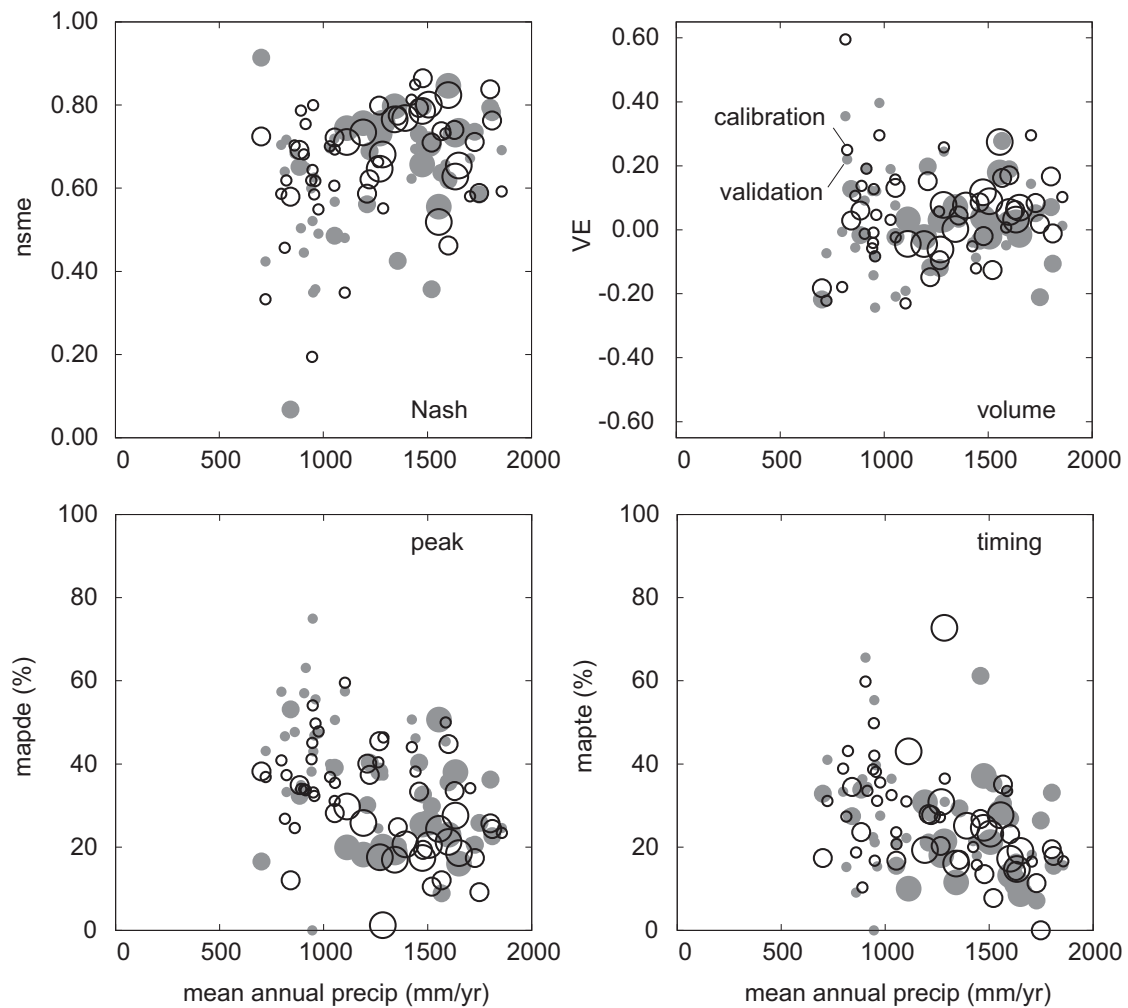 1.00
0.80
0.60
0.40
0.20
0.00
nsme
Nash
0 500 1000 1500 2000
0.60
0.40
0.20
0.00
-0.20
-0.40
-0.60
VE
calibration
validation
volume
0 500 1000 1500 2000
100
80
60
40
20
0
mapde (%)
peak
0 500 1000 1500 2000
mean annual precip (mm/yr)
100
80
60
40
20
0
mapte (%)
timing
0 500 1000 1500 2000
mean annual precip (mm/yr)